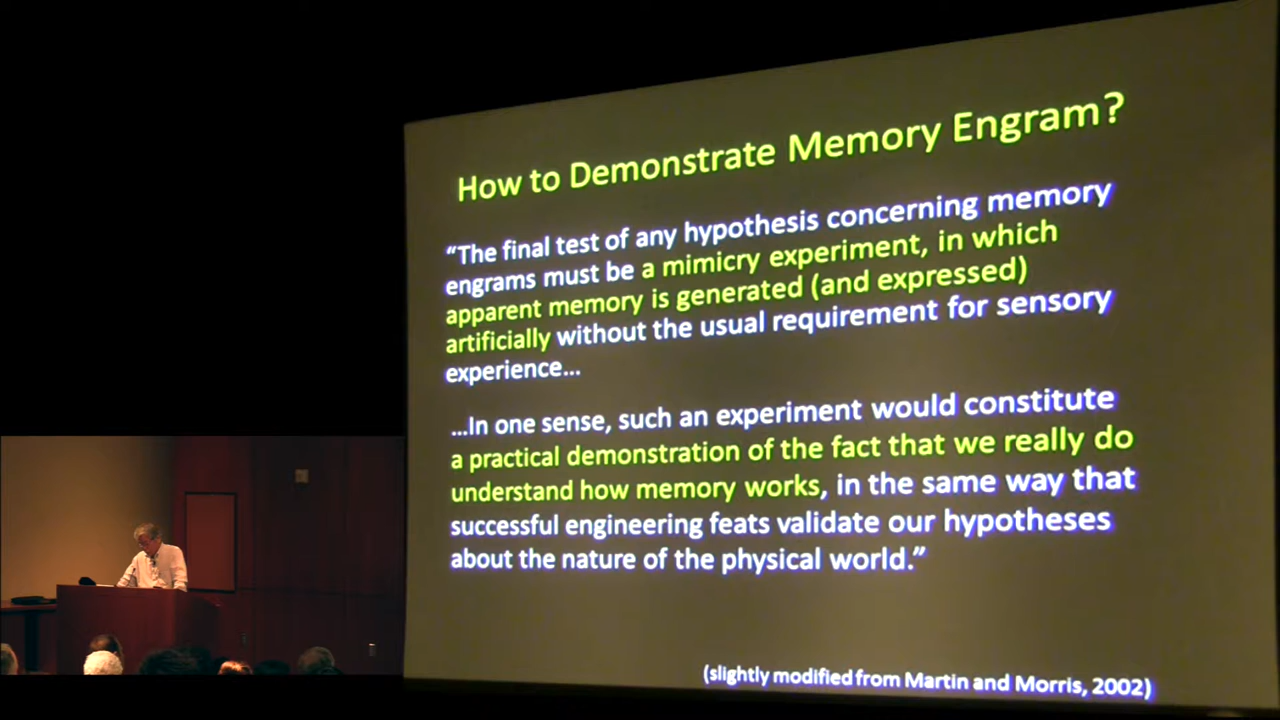 How to Demonstrate Memory Engram?
“The final test of any hypothesis concerning memory
engrams must be a mimicry experiment, in which
apparent memory is generated (and expressed)
artificially without the usual requirement for sensory
experience…
…In one sense, such an experiment would constitute
a practical demonstration of the fact that we really do
understand how memory works, in the same way that
successful engineering feats validate our hypotheses
about the nature of the physical world.”
(slightly modified from Martin and Morris, 2002)